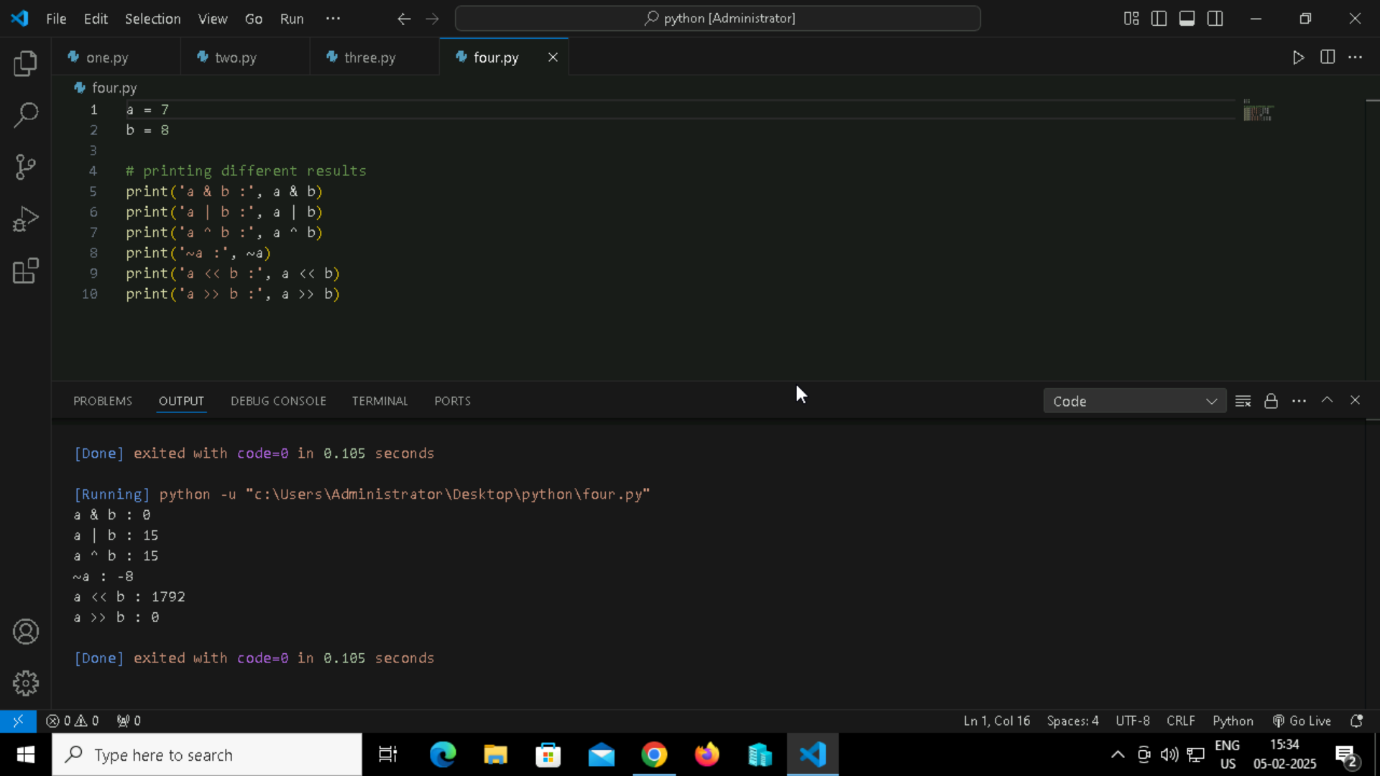 File Edit Selection View Go Run ··· python [Administrator]
one.py two.py three.py four.py
four.py
1 a = 7
2 b = 8
3
4 # printing different results
5 print('a & b :', a & b)
6 print('a | b :', a | b)
7 print('a ^ b :', a ^ b)
8 print('~a :', ~a)
9 print('a << b :', a << b)
10 print('a >> b :', a >> b)
PROBLEMS OUTPUT DEBUG CONSOLE TERMINAL PORTS Code
[Done] exited with code=0 in 0.105 seconds
[Running] python -u "c:\Users\Administrator\Desktop\python\four.py"
a & b : 0
a | b : 15
a ^ b : 15
~a : -8
a << b : 1792
a >> b : 0
[Done] exited with code=0 in 0.105 seconds
0 0 0 Ln 1, Col 16 Spaces: 4 UTF-8 CRLF Python Go Live
Type here to search
ENG 15:34
US 05-02-2025 2